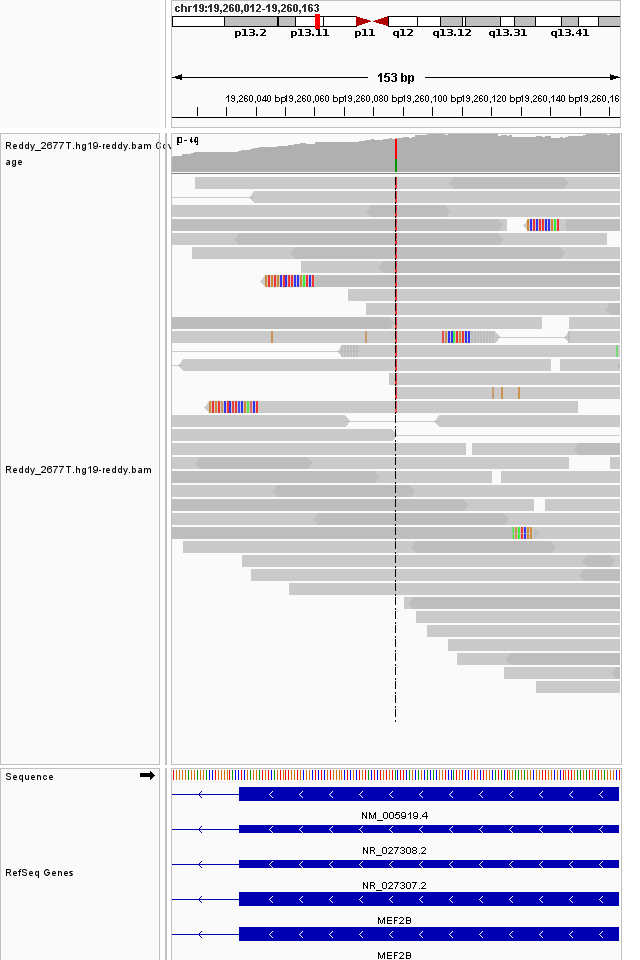 chr19:19,260,012-19,260,163
p13.2 p13.11 p11 q12 q13.12 q13.31 q13.41
153 bp
19,260,040 bp 19,260,060 bp 19,260,080 bp 19,260,100 bp 19,260,120 bp 19,260,140 bp 19,260,16
Reddy_2677T.hg19-reddy.bam Cov
age
Reddy_2677T.hg19-reddy.bam
Sequence
NM_005919.4
NR_027308.2
RefSeq Genes
NR_027307.2
MEF2B
MEF2B